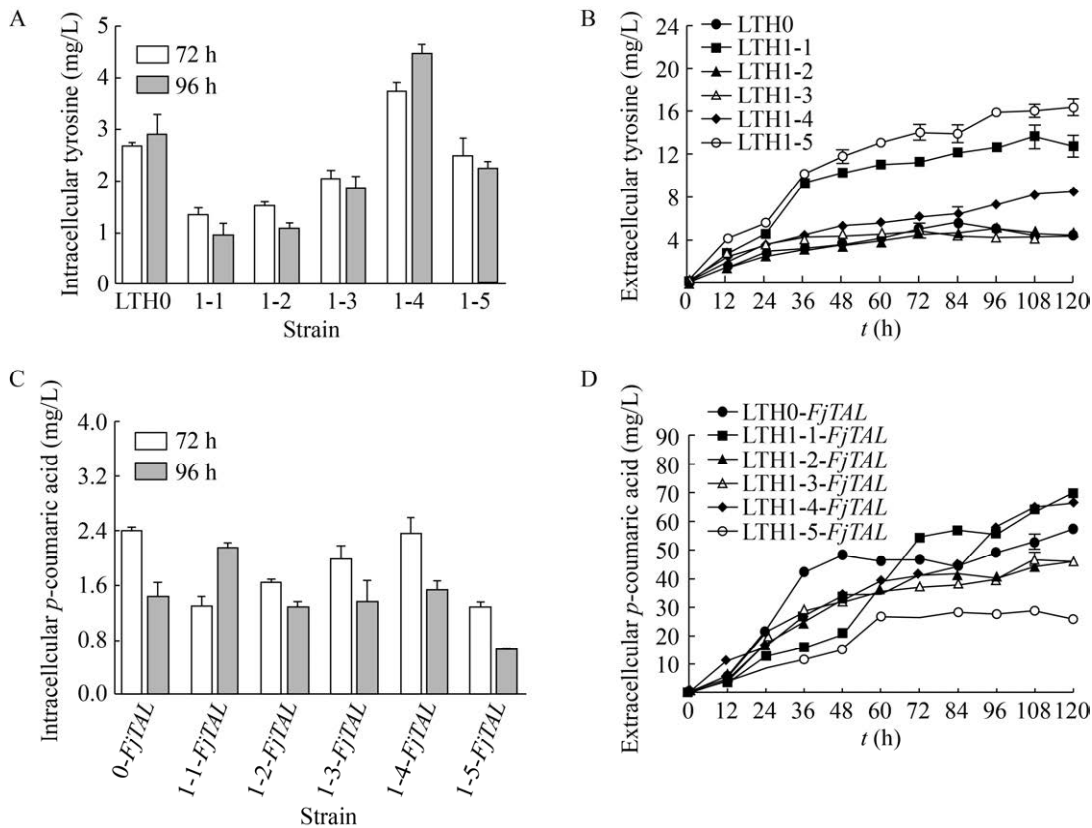 A
Intracellcular tyrosine (mg/L)
5
4
3
2
1
0
72 h
96 h
LTH0 1-1 1-2 1-3 1-4 1-5
Strain
B
Extracellcular tyrosine (mg/L)
24
20
16
12
8
4
LTH0
LTH1-1
LTH1-2
LTH1-3
LTH1-4
LTH1-5
0 12 24 36 48 60 72 84 96 108 120
t (h)
C
Intracellcular p-coumaric acid (mg/L)
4.0
3.2
2.4
1.6
0.8
0.0
72 h
96 h
0-FjTAL
1-1-FjTAL
1-2-FjTAL
1-3-FjTAL
1-4-FjTAL
1-5-FjTAL
Strain
D
Extracellcular p-coumaric acid (mg/L)
90
80
70
60
50
40
30
20
10
LTH0-FjTAL
LTH1-1-FjTAL
LTH1-2-FjTAL
LTH1-3-FjTAL
LTH1-4-FjTAL
LTH1-5-FjTAL
0 12 24 36 48 60 72 84 96 108 120
t (h)